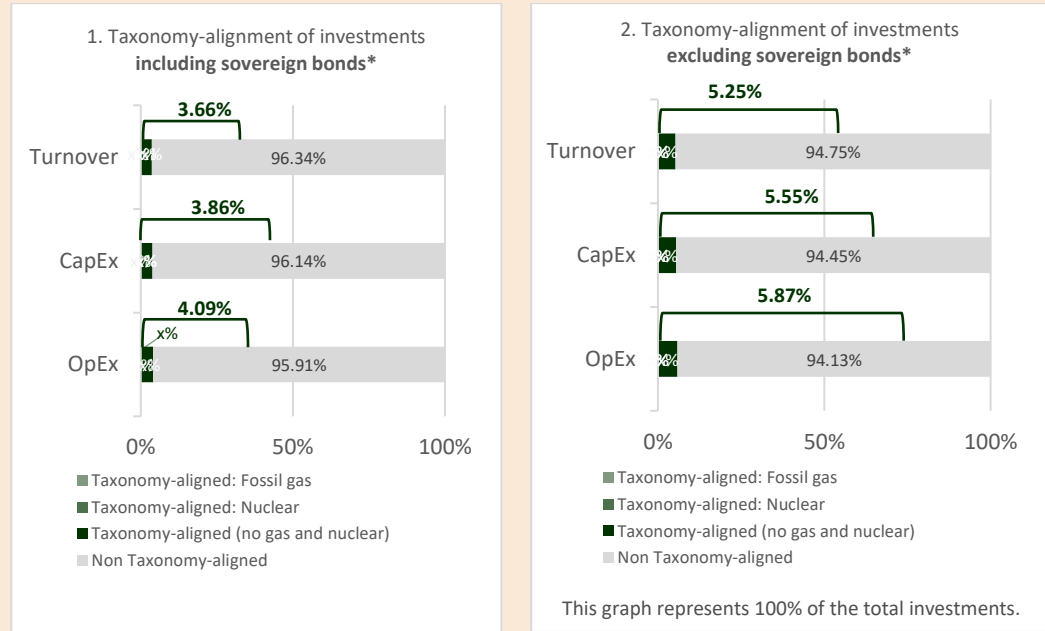 1. Taxonomy-alignment of investments
including sovereign bonds*
3.66%
Turnover
96.34%
3.86%
CapEx
96.14%
4.09%
x%
OpEx
95.91%
0%
50%
100%
Taxonomy-aligned: Fossil gas
Taxonomy-aligned: Nuclear
Taxonomy-aligned (no gas and nuclear)
Non Taxonomy-aligned
2. Taxonomy-alignment of investments
excluding sovereign bonds*
5.25%
Turnover
94.75%
5.55%
CapEx
94.45%
5.87%
OpEx
94.13%
0%
50%
100%
Taxonomy-aligned: Fossil gas
Taxonomy-aligned: Nuclear
Taxonomy-aligned (no gas and nuclear)
Non Taxonomy-aligned
This graph represents 100% of the total investments.